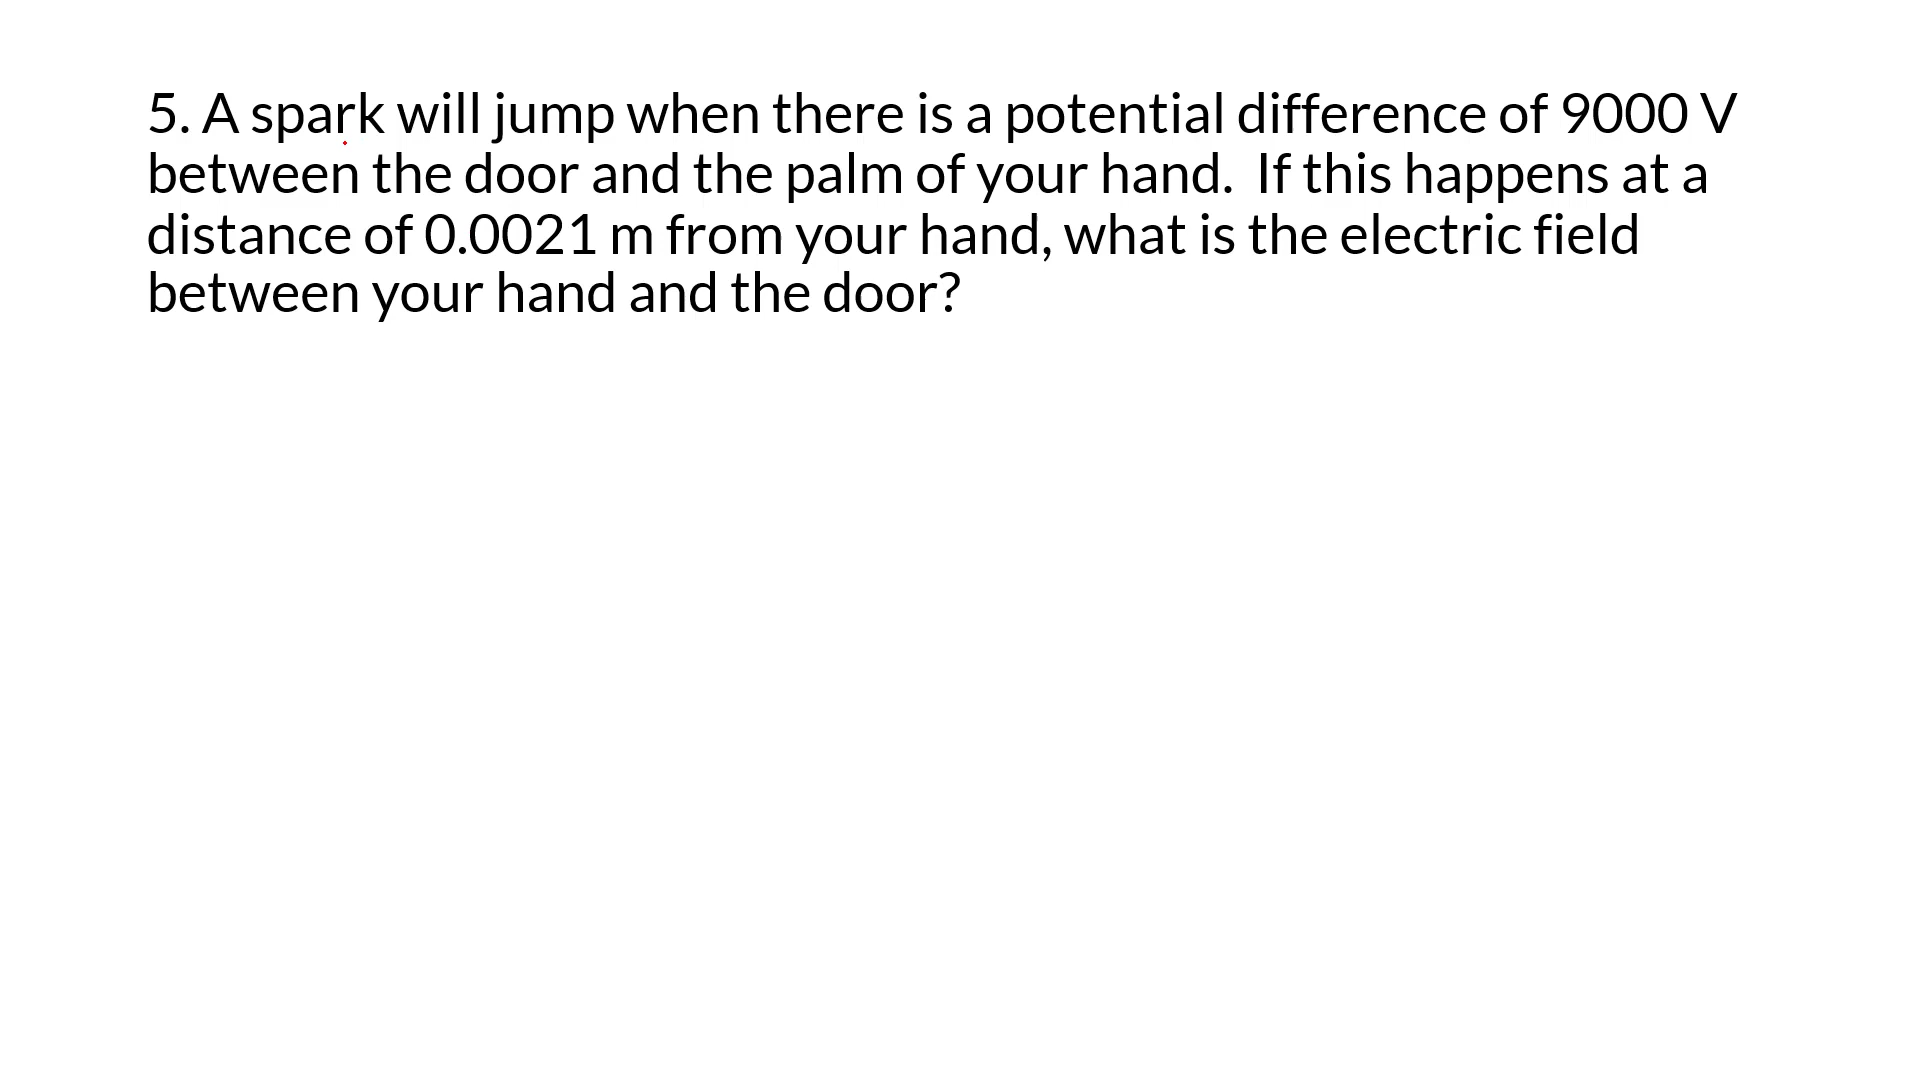 5. A spark will jump when there is a potential difference of 9000 V
between the door and the palm of your hand.  If this happens at a
distance of 0.0021 m from your hand, what is the electric field
between your hand and the door?